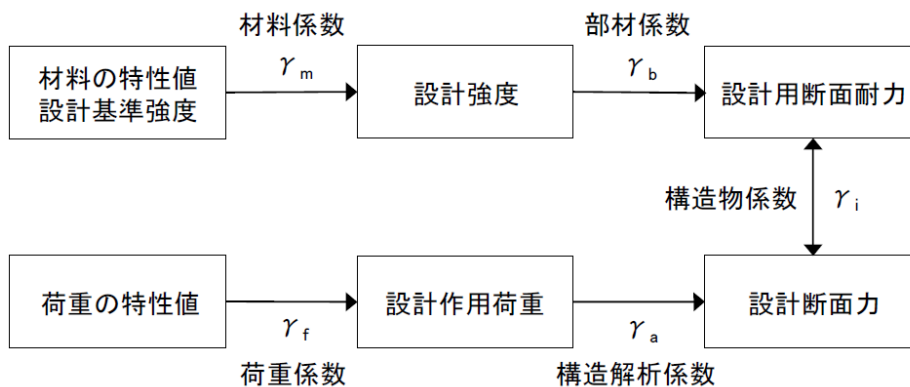 材料係数
部材係数
材料の特性値
設計基準強度
γm
設計強度
γb
設計用断面耐力
構造物係数
γi
荷重の特性値
設計作用荷重
設計断面力
γf
γa
荷重係数
構造解析係数